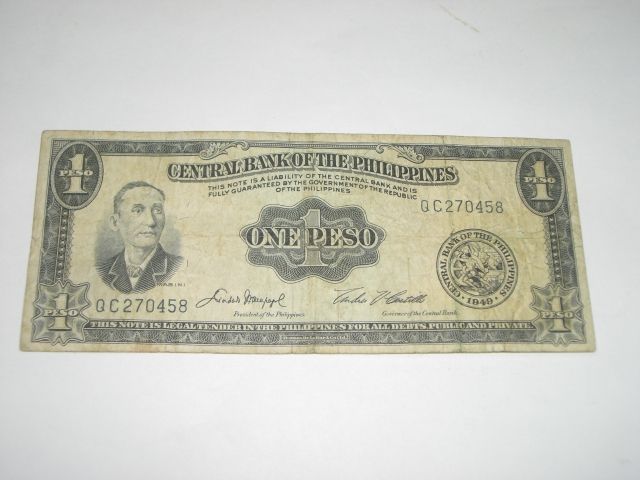 1
PESO
1
PESO
CENTRAL BANK OF THE PHILIPPINES
THIS NOTE IS A LIABILITY OF THE CENTRAL BANK AND IS
FULLY GUARANTEED BY THE GOVERNMENT OF THE REPUBLIC
OF THE PHILIPPINES
QC270458
1
ONE PESO
MABINI
CENTRAL BANK OF THE PHILIPPINES
1949
QC270458
President of the Philippines
Governor of the Central Bank
1
PESO
1
PESO
THIS NOTE IS LEGAL TENDER IN THE PHILIPPINES FOR ALL DEBTS PUBLIC AND PRIVATE